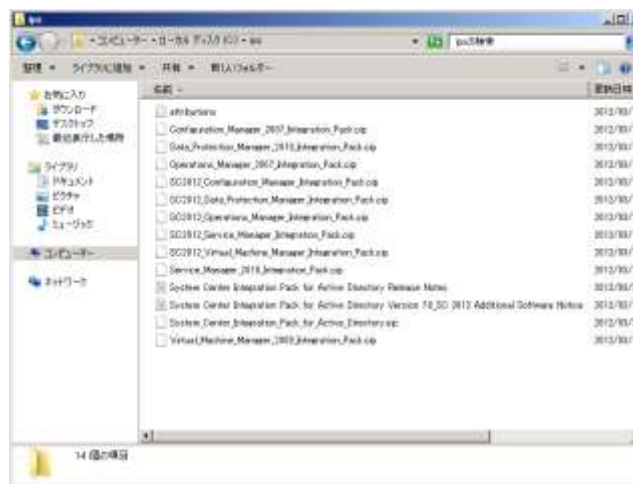 ips
コンピューター ローカル ディスク (C:) ips
ipsの検索
整理 ライブラリに追加 共有 新しいフォルダー
お気に入り
ダウンロード
デスクトップ
最近表示した場所
ライブラリ
ドキュメント
ピクチャ
ビデオ
ミュージック
コンピューター
ネットワーク
名前
更新日時
attributions
Configuration_Manager_2007_Integration_Pack.oip
Data_Protection_Manager_2010_Integration_Pack.oip
Operations_Manager_2007_Integration_Pack.oip
SC2012_Configuration_Manager_Integration_Pack.oip
SC2012_Data_Protection_Manager_Integration_Pack.oip
SC2012_Operations_Manager_Integration_Pack.oip
SC2012_Service_Manager_Integration_Pack.oip
SC2012_Virtual_Machine_Manager_Integration_Pack.oip
Service_Manager_2010_Integration_Pack.oip
System Center Integration Pack for Active Directory Release Notes
System Center Integration Pack for Active Directory Version 7.0_SC 2012 Additional Software Notice
System_Center_Integration_Pack_for_Active_Directory.oip
Virtual_Machine_Manager_2008_Integration_Pack.oip
14 個の項目